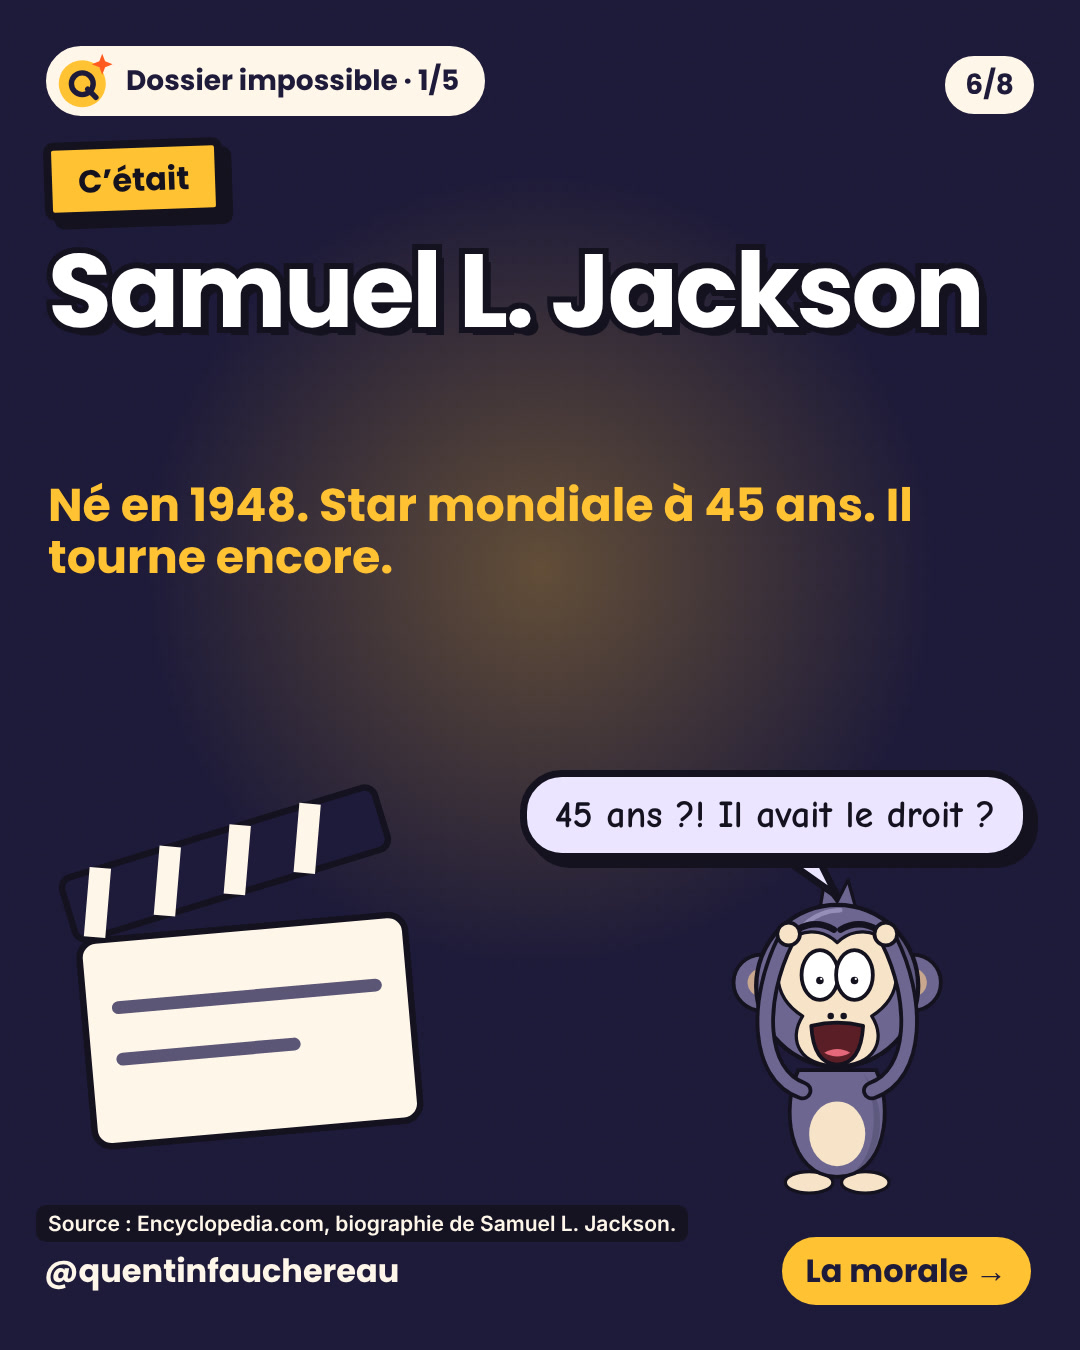 Q
Dossier impossible · 1/5
6/8
C’était
Samuel L. Jackson
Né en 1948. Star mondiale à 45 ans. Il
tourne encore.
45 ans ?! Il avait le droit ?
Source : Encyclopedia.com, biographie de Samuel L. Jackson.
@quentinfauchereau
La morale →